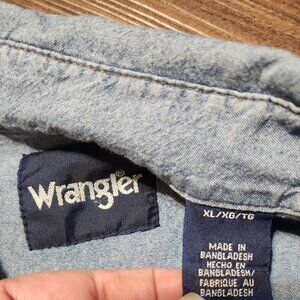 Wrangler®
XL/XG/TG
MADE IN
BANGLADESH
HECHO EN
BANGLADESH/
FABRIQUE AU
BANGLADESH